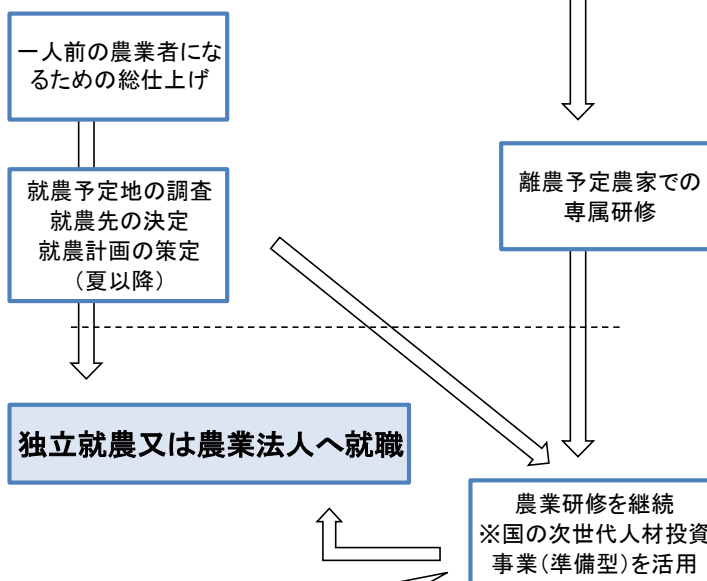 一人前の農業者にな
るための総仕上げ
就農予定地の調査
就農先の決定
就農計画の策定
（夏以降）
離農予定農家での
専属研修
独立就農又は農業法人へ就職
農業研修を継続
※国の次世代人材投資
事業（準備型）を活用